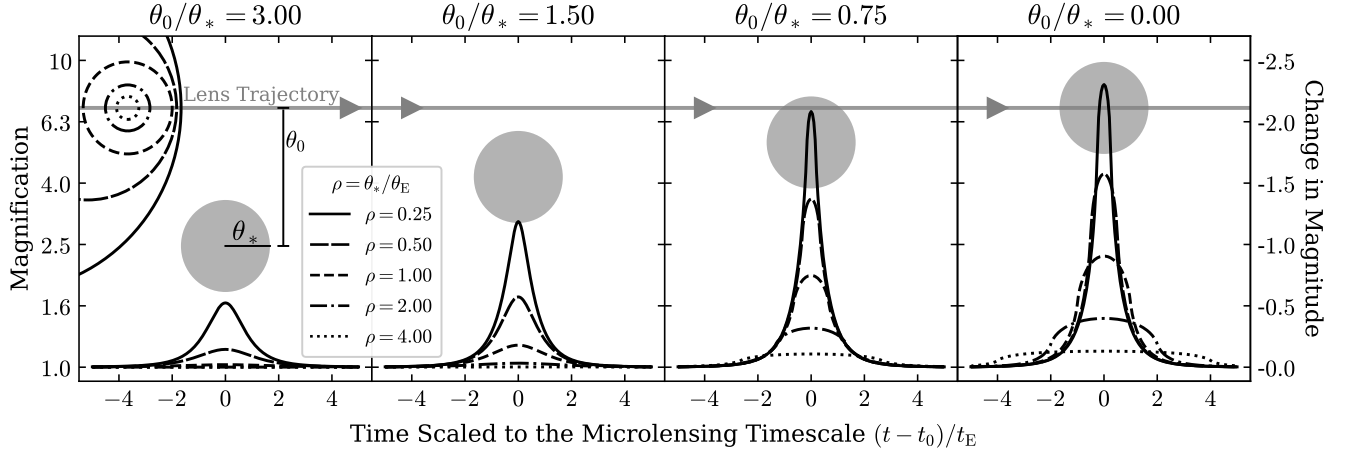 θ₀/θ* = 3.00
θ₀/θ* = 1.50
θ₀/θ* = 0.75
θ₀/θ* = 0.00
Magnification
10
6.3
4.0
2.5
1.6
1.0
Lens Trajectory
θ₀
θ*
ρ = θ*/θ_E
ρ = 0.25
ρ = 0.50
ρ = 1.00
ρ = 2.00
ρ = 4.00
-2.5
-2.0
-1.5
-1.0
-0.5
-0.0
Change in Magnitude
−4 −2 0 2 4
−4 −2 0 2 4
−4 −2 0 2 4
−4 −2 0 2 4
Time Scaled to the Microlensing Timescale (t − t₀)/t_E